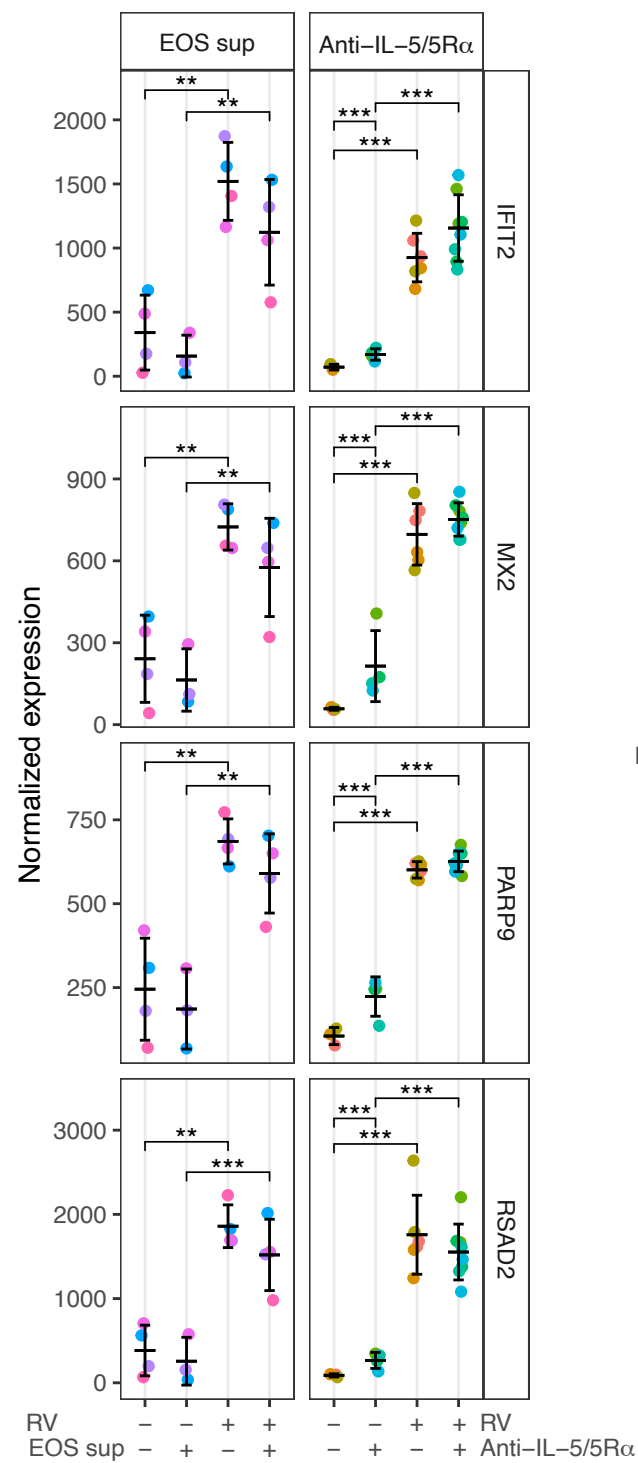 EOS sup Anti–IL–5/5Rα
Normalized expression
IFIT2
2000
1500
1000
500
0
** ** *** *** ***
MX2
900
600
300
0
** ** *** *** ***
PARP9
750
500
250
** ** *** *** ***
RSAD2
3000
2000
1000
0
** *** *** *** ***
RV – – + + – – + + RV
EOS sup – + – + – + – + Anti–IL–5/5Rα